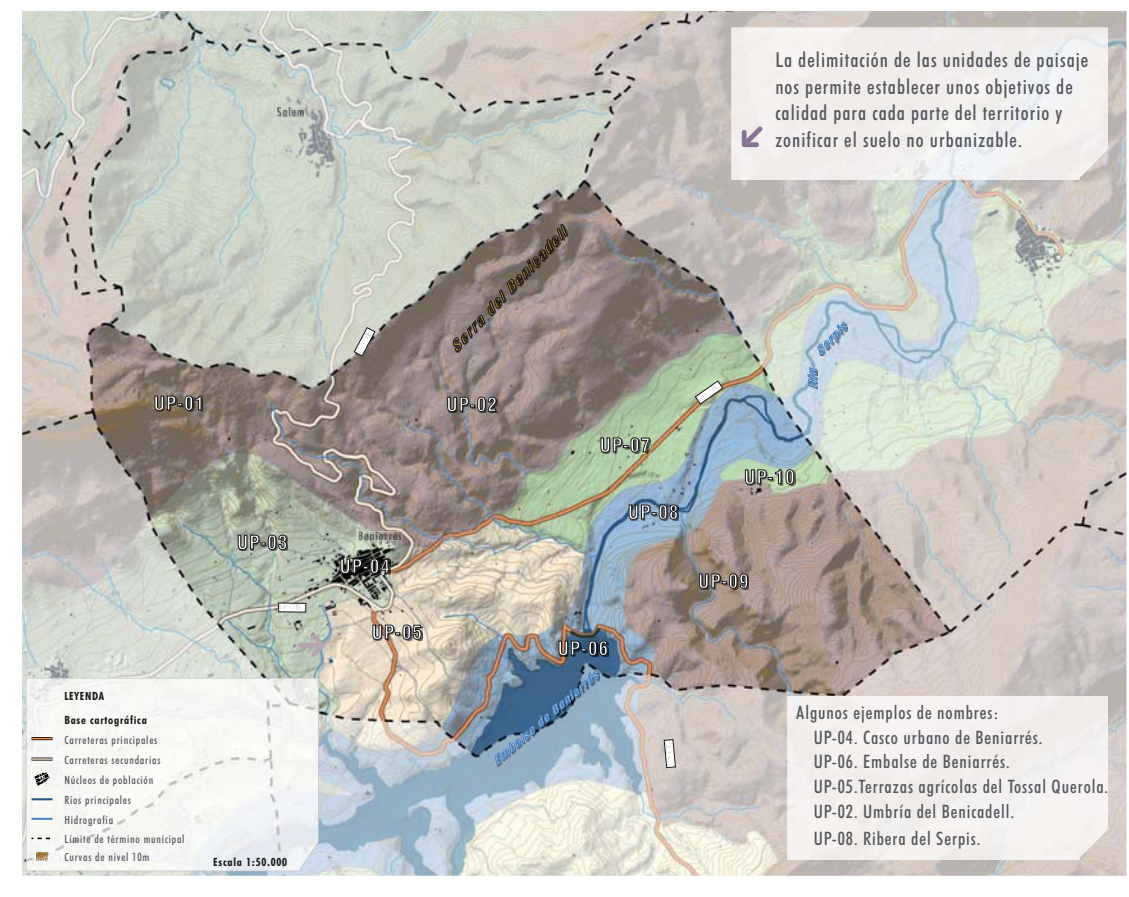 La delimitación de las unidades de paisaje
nos permite establecer unos objetivos de
calidad para cada parte del territorio y
zonificar el suelo no urbanizable.
Salem
Serra del Benicadell
Riu Serpis
UP-01
UP-02
UP-07
UP-10
UP-08
UP-03
Beniarrés
UP-04
UP-09
UP-05
UP-06
Embalse de Beniarrés
LEYENDA
Base cartográfica
Carreteras principales
Carreteras secundarias
Núcleos de población
Ríos principales
Hidrografía
Límite de término municipal
Curvas de nivel 10m
Escala 1:50.000
Algunos ejemplos de nombres:
UP-04. Casco urbano de Beniarrés.
UP-06. Embalse de Beniarrés.
UP-05.Terrazas agrícolas del Tossal Querola.
UP-02. Umbría del Benicadell.
UP-08. Ribera del Serpis.